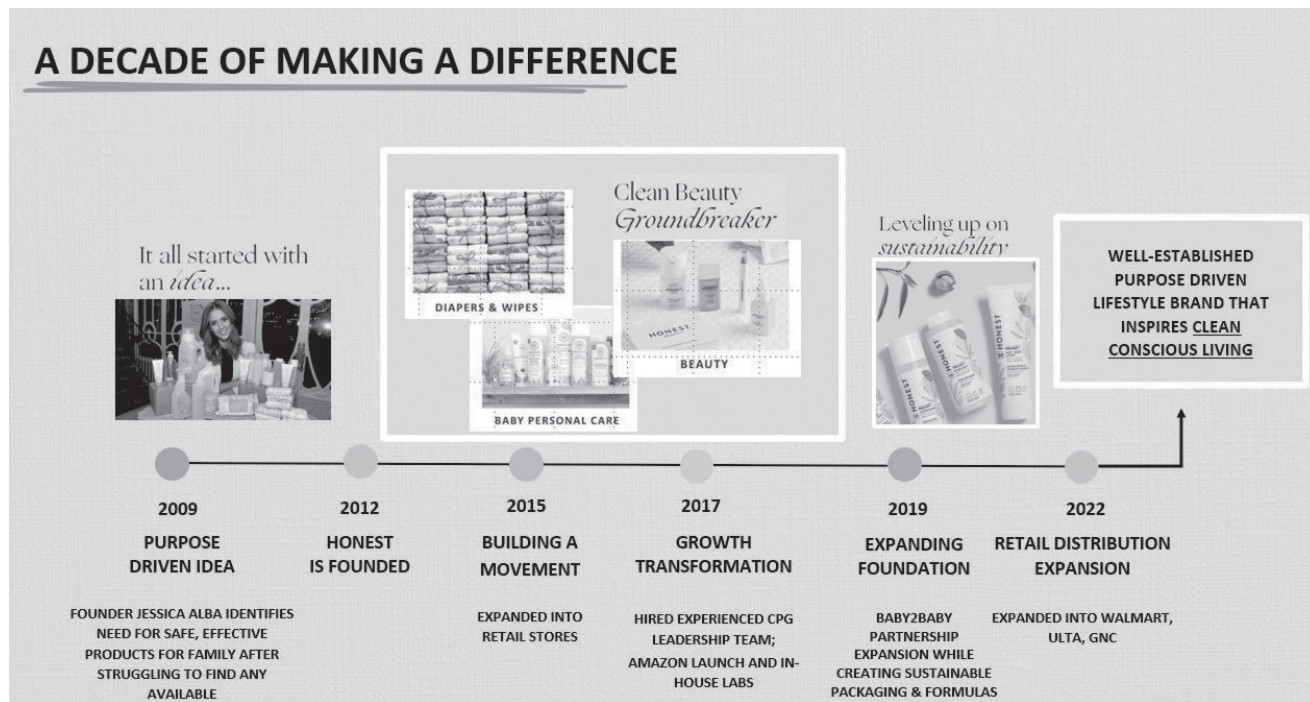 A DECADE OF MAKING A DIFFERENCE
It all started with
an idea...
DIAPERS & WIPES
BABY PERSONAL CARE
Clean Beauty
Groundbreaker
HONEST
BEAUTY
Leveling up on
sustainability
HONEST
HONEST
HONEST
WELL-ESTABLISHED
PURPOSE DRIVEN
LIFESTYLE BRAND THAT
INSPIRES CLEAN
CONSCIOUS LIVING
2009
PURPOSE
DRIVEN IDEA
FOUNDER JESSICA ALBA IDENTIFIES
NEED FOR SAFE, EFFECTIVE
PRODUCTS FOR FAMILY AFTER
STRUGGLING TO FIND ANY
AVAILABLE
2012
HONEST
IS FOUNDED
2015
BUILDING A
MOVEMENT
EXPANDED INTO
RETAIL STORES
2017
GROWTH
TRANSFORMATION
HIRED EXPERIENCED CPG
LEADERSHIP TEAM;
AMAZON LAUNCH AND IN-
HOUSE LABS
2019
EXPANDING
FOUNDATION
BABY2BABY
PARTNERSHIP
EXPANSION WHILE
CREATING SUSTAINABLE
PACKAGING & FORMULAS
2022
RETAIL DISTRIBUTION
EXPANSION
EXPANDED INTO WALMART,
ULTA, GNC